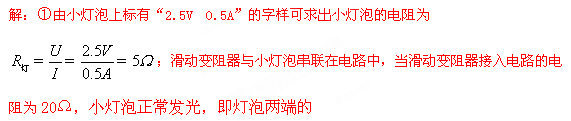 解：①由小灯泡上标有“2.5V 0.5A”的字样可求出小灯泡的电阻为
R灯=U/I=2.5V/0.5A=5Ω；滑动变阻器与小灯泡串联在电路中，当滑动变阻器接入电路的电
阻为20Ω，小灯泡正常发光，即灯泡两端的